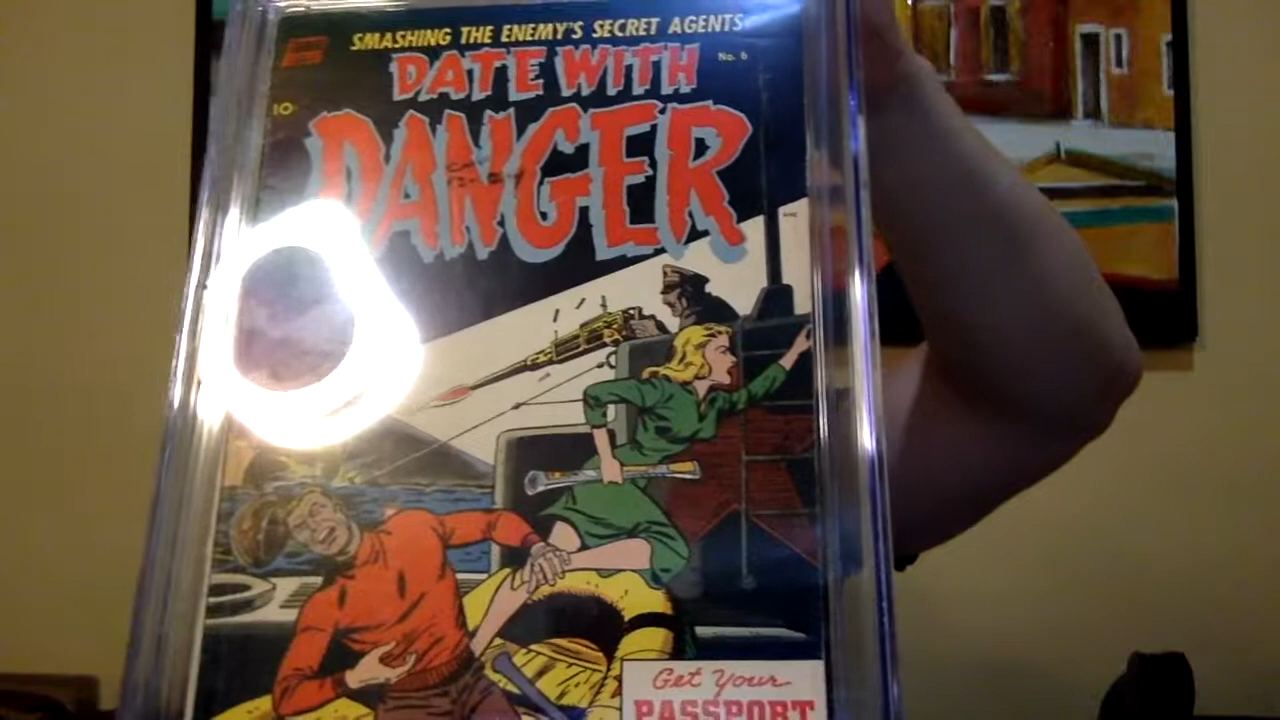 SMASHING THE ENEMY'S SECRET AGENTS
DATE WITH
No. 6
10¢
DANGER
Get Your
PASSPORT